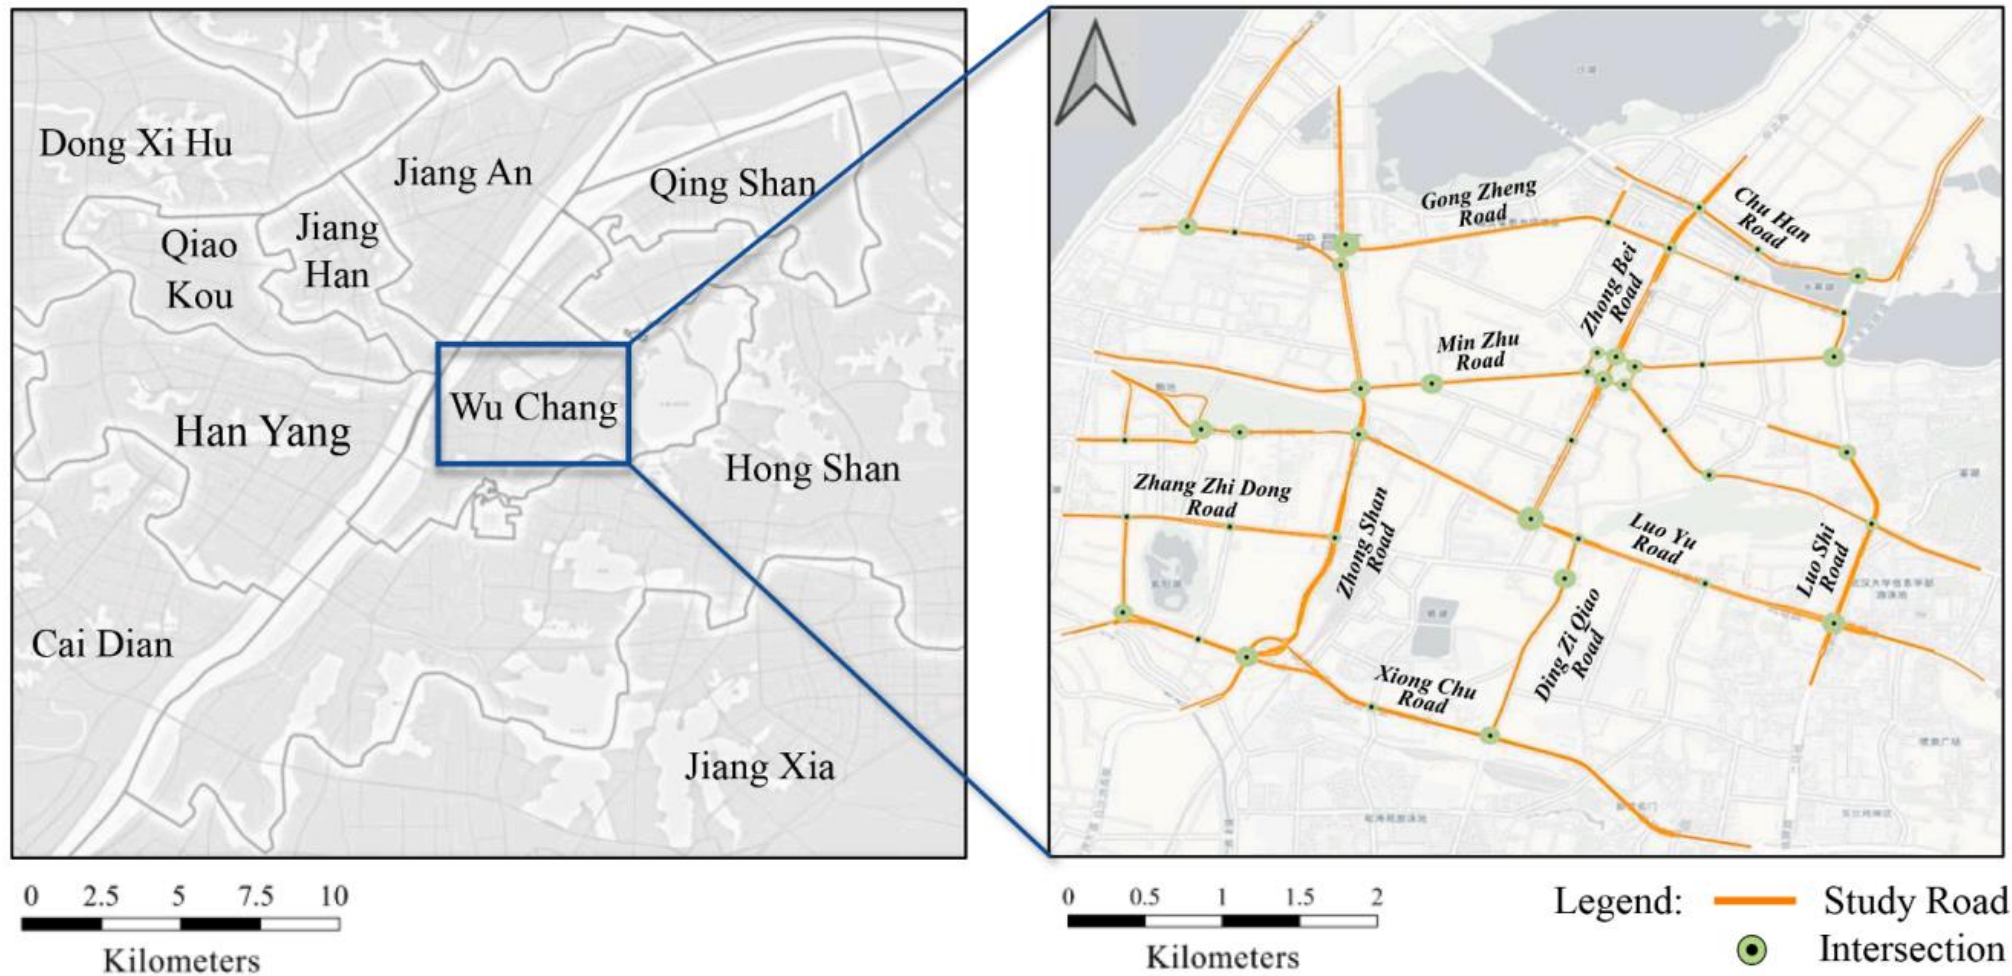 Dong Xi Hu
Jiang An
Qing Shan
Qiao
Kou
Jiang
Han
Wu Chang
Han Yang
Hong Shan
Cai Dian
Jiang Xia
0 2.5 5 7.5 10
Kilometers
Gong Zheng
Road
Chu Han
Road
Zhong Bei
Road
Min Zhu
Road
Zhang Zhi Dong
Road
Zhong Shan
Road
Luo Yu
Road
Luo Shi
Road
Ding Zi Qiao
Road
Xiong Chu
Road
0 0.5 1 1.5 2
Kilometers
Legend:
Study Road
Intersection